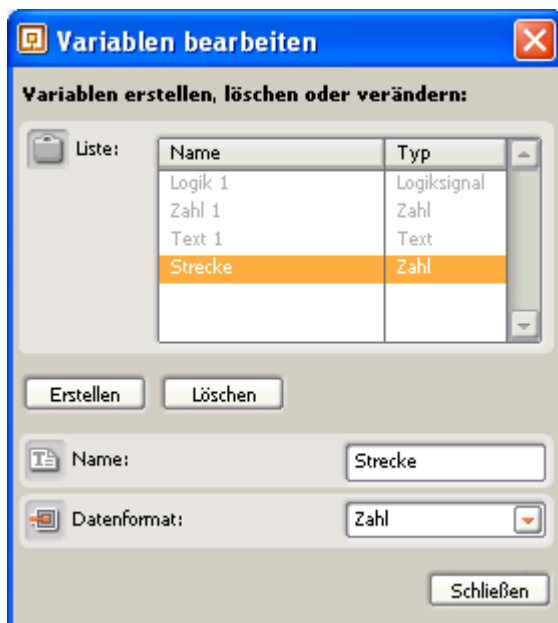 Variablen bearbeiten
Variablen erstellen, löschen oder verändern:
Liste:
Name Typ
Logik 1 Logiksignal
Zahl 1 Zahl
Text 1 Text
Strecke Zahl
Erstellen Löschen
Name: Strecke
Datenformat: Zahl
Schließen